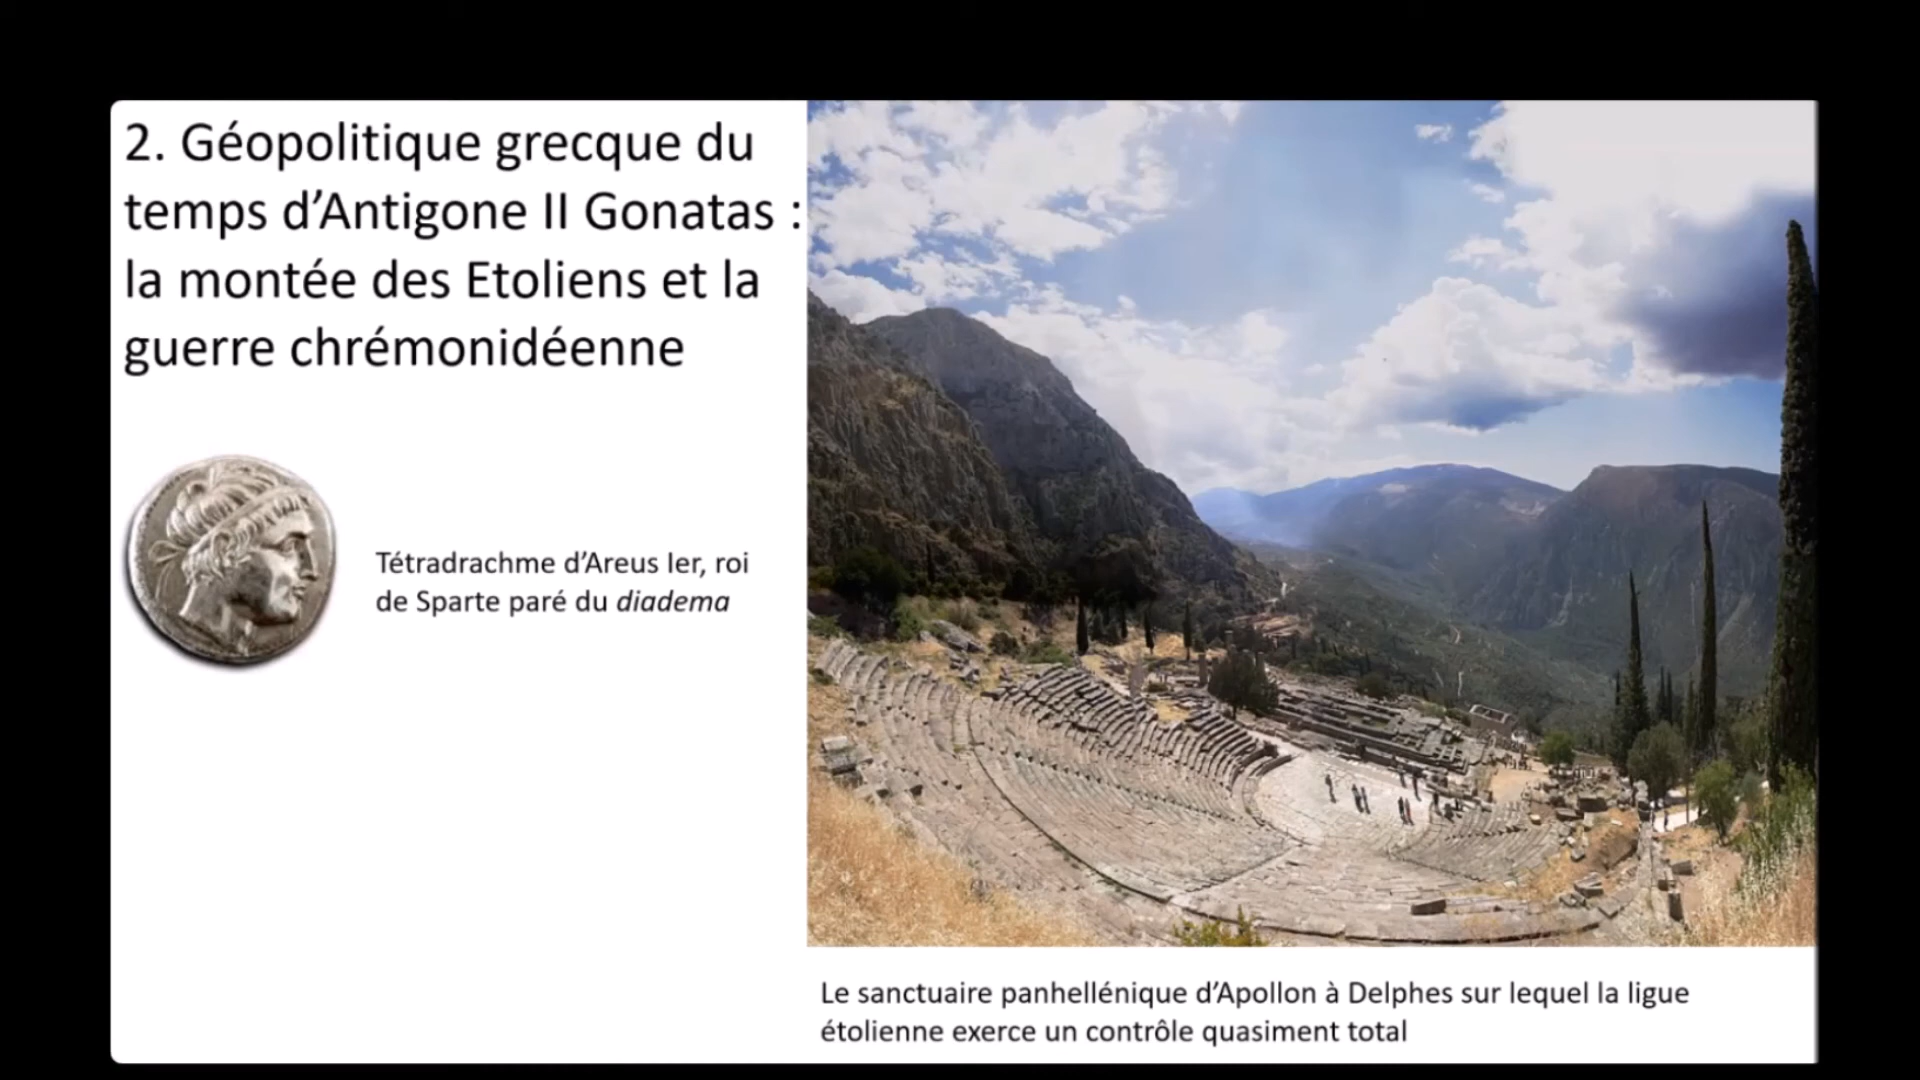 2. Géopolitique grecque du
temps d’Antigone II Gonatas :
la montée des Etoliens et la
guerre chrémonidéenne
Tétradrachme d’Areus Ier, roi
de Sparte paré du diadema
Le sanctuaire panhellénique d’Apollon à Delphes sur lequel la ligue
étolienne exerce un contrôle quasiment total